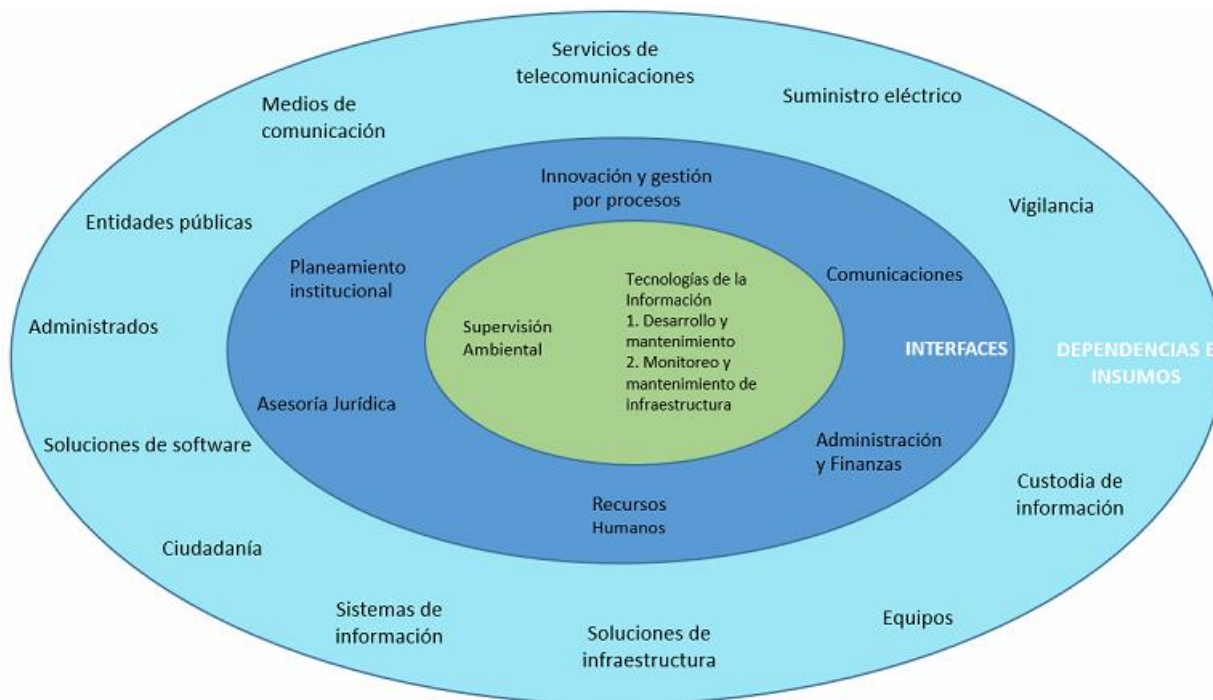 Servicios de
telecomunicaciones
Suministro eléctrico
Medios de
comunicación
Vigilancia
Entidades públicas
Administrados
Soluciones de software
Ciudadanía
Sistemas de
información
Soluciones de
infraestructura
Equipos
Custodia de
información
DEPENDENCIAS E
INSUMOS
Innovación y gestión
por procesos
Planeamiento
institucional
Comunicaciones
INTERFACES
Asesoría Jurídica
Administración
y Finanzas
Recursos
Humanos
Supervisión
Ambiental
Tecnologías de la
Información
1. Desarrollo y
mantenimiento
2. Monitoreo y
mantenimiento de
infraestructura